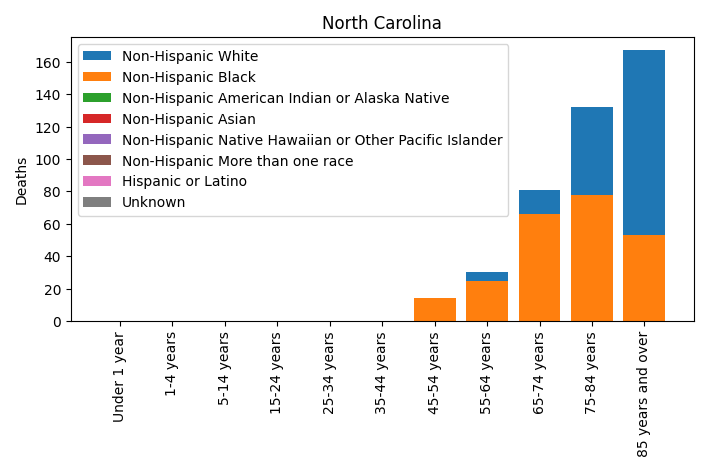 North Carolina
Non-Hispanic White
Non-Hispanic Black
Non-Hispanic American Indian or Alaska Native
Non-Hispanic Asian
Non-Hispanic Native Hawaiian or Other Pacific Islander
Non-Hispanic More than one race
Hispanic or Latino
Unknown
Deaths
160
140
120
100
80
60
40
20
0
Under 1 year
1-4 years
5-14 years
15-24 years
25-34 years
35-44 years
45-54 years
55-64 years
65-74 years
75-84 years
85 years and over